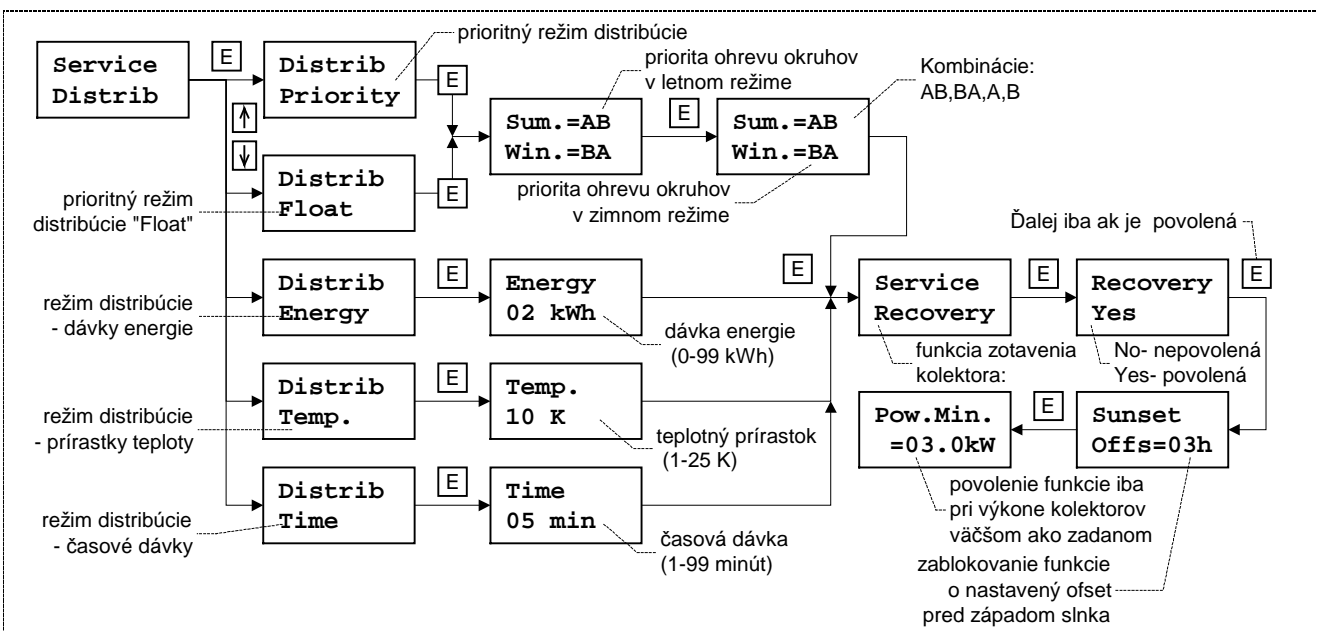 prioritný režim distribúcie
Service
Distrib
E
Distrib
Priority
E
priorita ohrevu okruhov
v letnom režime
Kombinácie:
AB,BA,A,B
↑
↓
Sum.=AB
Win.=BA
E
Sum.=AB
Win.=BA
prioritný režim
distribúcie "Float"
Distrib
Float
E
priorita ohrevu okruhov
v zimnom režime
Ďalej iba ak je povolená
režim distribúcie
- dávky energie
Distrib
Energy
E
Energy
02 kWh
dávka energie
(0-99 kWh)
E
Service
Recovery
funkcia zotavenia
kolektora:
E
Recovery
Yes
No- nepovolená
Yes- povolená
E
režim distribúcie
- prírastky teploty
Distrib
Temp.
E
Temp.
10 K
teplotný prírastok
(1-25 K)
Pow.Min.
=03.0kW
E
Sunset
Offs=03h
režim distribúcie
- časové dávky
Distrib
Time
E
Time
05 min
časová dávka
(1-99 minút)
povolenie funkcie iba
pri výkone kolektorov
väčšom ako zadanom
zablokovanie funkcie
o nastavený ofset
pred západom slnka